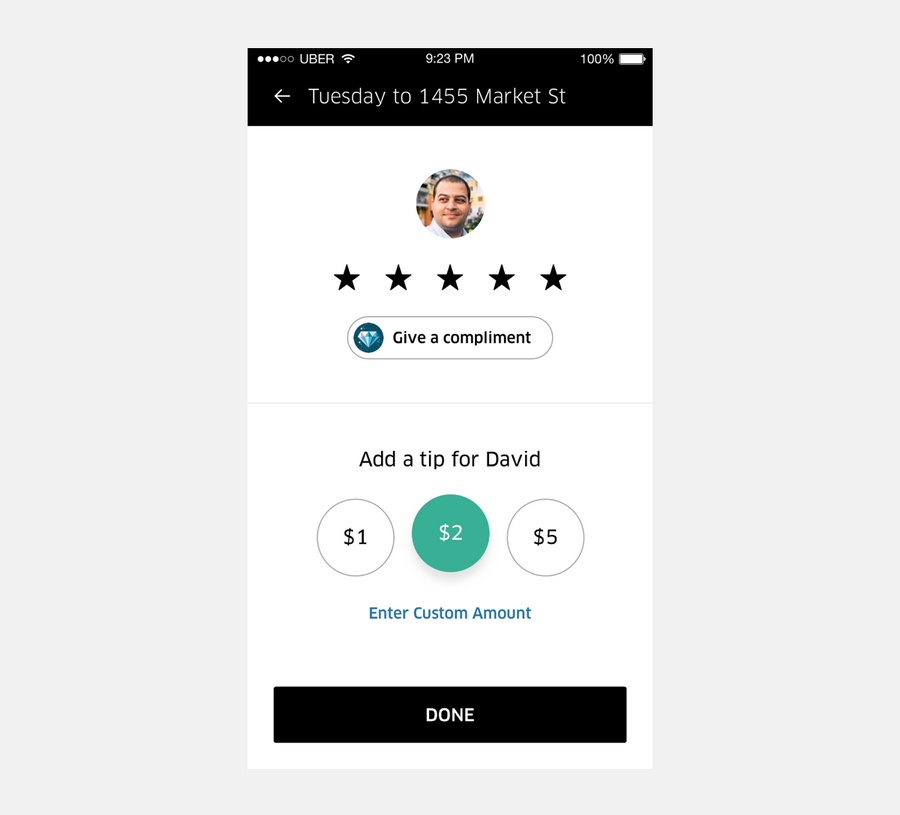 UBER 9:23 PM 100%
Tuesday to 1455 Market St
Give a compliment
Add a tip for David
$1 $2 $5
Enter Custom Amount
DONE